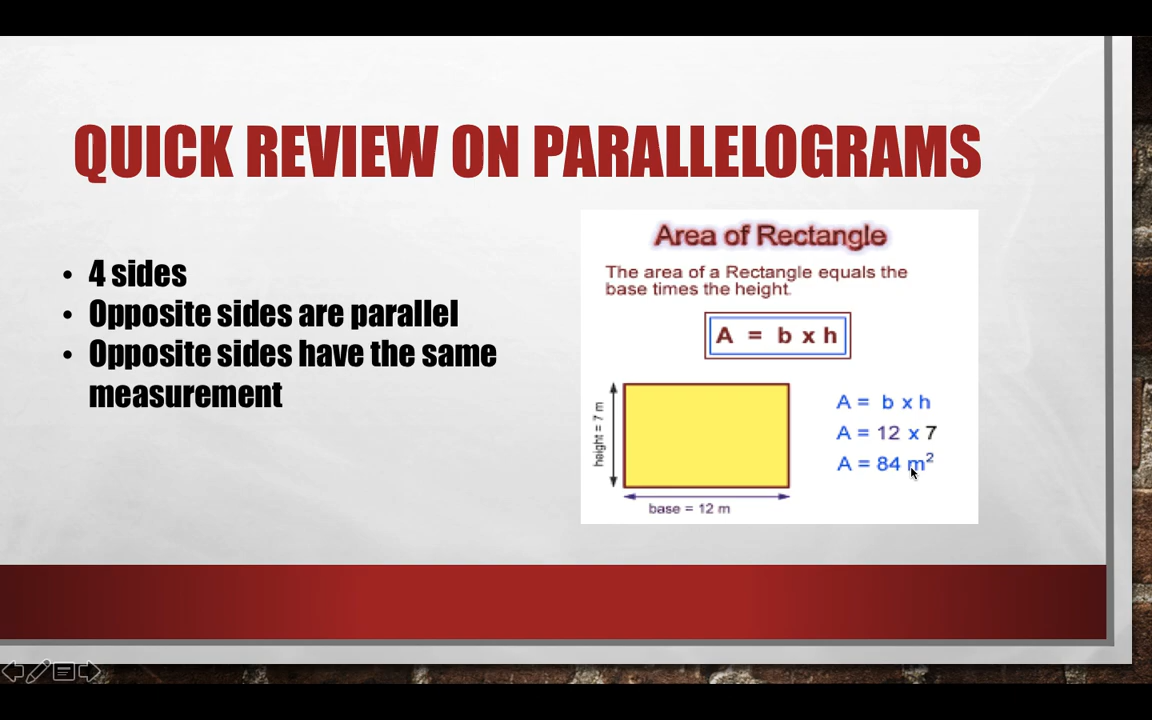 QUICK REVIEW ON PARALLELOGRAMS
• 4 sides
• Opposite sides are parallel
• Opposite sides have the same
measurement
Area of Rectangle
The area of a Rectangle equals the
base times the height.
A = b x h
height = 7 m
base = 12 m
A = b x h
A = 12 x 7
A = 84 m²